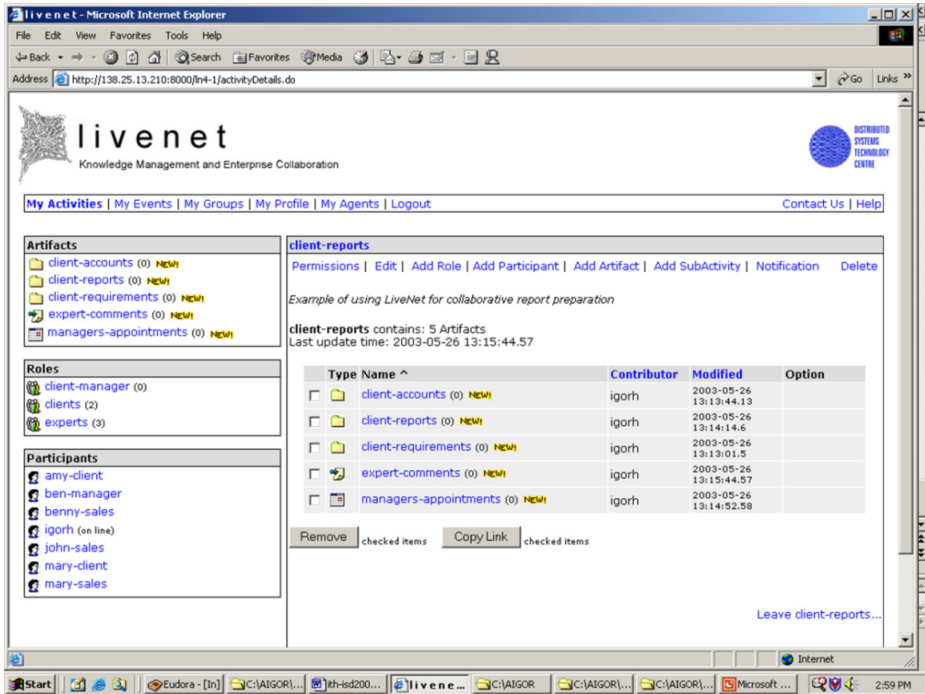 livenet - Microsoft Internet Explorer
File Edit View Favorites Tools Help
Back Search Favorites Media
Address http://138.25.13.210:8000/ln4-1/activityDetails.do Go Links »
livenet
Knowledge Management and Enterprise Collaboration
DISTRIBUTED
SYSTEMS
TECHNOLOGY
CENTRE
My Activities | My Events | My Groups | My Profile | My Agents | Logout
Contact Us | Help
Artifacts
client-accounts (0) NEW!
client-reports (0) NEW!
client-requirements (0) NEW!
expert-comments (0) NEW!
managers-appointments (0) NEW!
Roles
client-manager (0)
clients (2)
experts (3)
Participants
amy-client
ben-manager
benny-sales
igorh (on line)
john-sales
mary-client
mary-sales
client-reports
Permissions | Edit | Add Role | Add Participant | Add Artifact | Add SubActivity | Notification Delete
Example of using LiveNet for collaborative report preparation
client-reports contains: 5 Artifacts
Last update time: 2003-05-26 13:15:44.57
Type Name ^ Contributor Modified Option
client-accounts (0) NEW! igorh 2003-05-26
13:13:44.13
client-reports (0) NEW! igorh 2003-05-26
13:14:14.6
client-requirements (0) NEW! igorh 2003-05-26
13:13:01.5
expert-comments (0) NEW! igorh 2003-05-26
13:15:44.57
managers-appointments (0) NEW! igorh 2003-05-26
13:14:52.58
Remove checked items Copy Link checked items
Leave client-reports...
Internet
Start Eudora - [In] C:\AIGOR\... ith-isd200... livene... C:\AIGOR C:\AIGOR\... C:\AIGOR\... Microsoft ... 2:59 PM